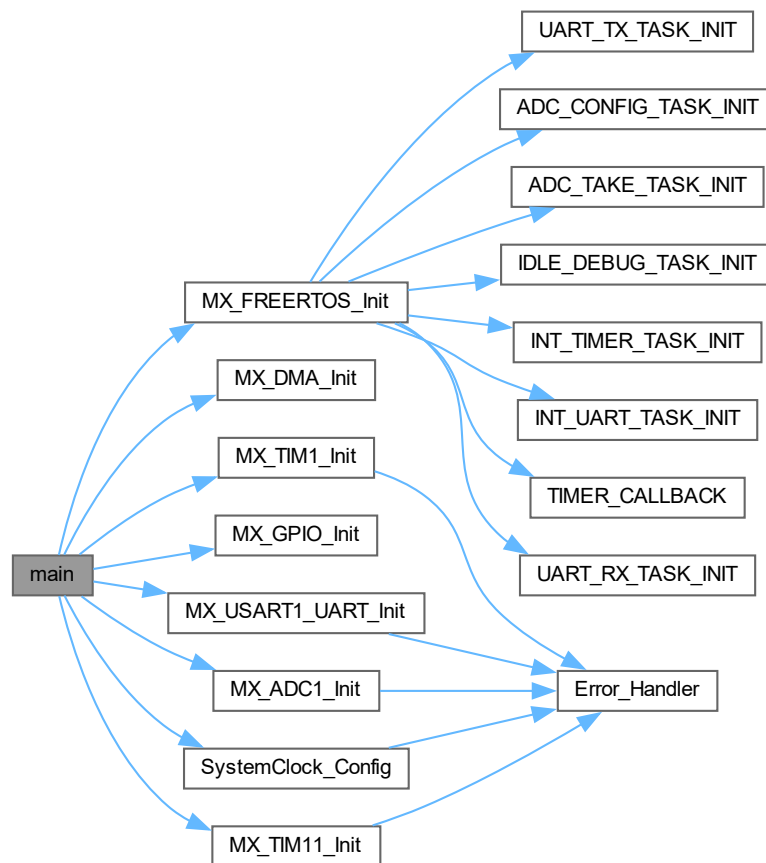 UART_TX_TASK_INIT
ADC_CONFIG_TASK_INIT
ADC_TAKE_TASK_INIT
IDLE_DEBUG_TASK_INIT
MX_FREERTOS_Init
INT_TIMER_TASK_INIT
MX_DMA_Init
INT_UART_TASK_INIT
MX_TIM1_Init
TIMER_CALLBACK
MX_GPIO_Init
main
UART_RX_TASK_INIT
MX_USART1_UART_Init
MX_ADC1_Init
Error_Handler
SystemClock_Config
MX_TIM11_Init